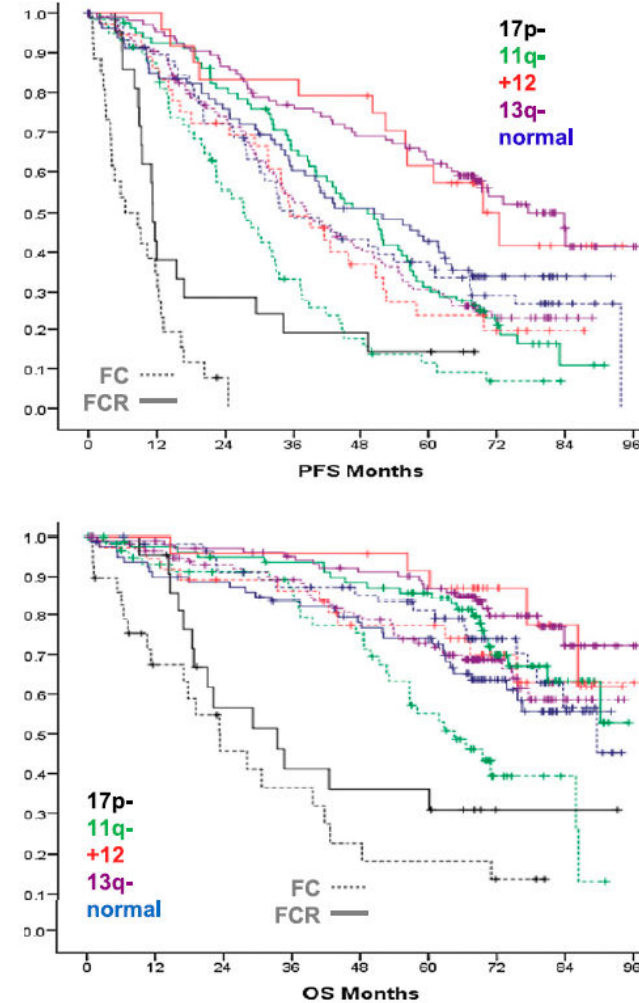 1.0
0.9
0.8
0.7
0.6
0.5
0.4
0.3
0.2
0.1
0.0
17p-
11q-
+12
13q-
normal
FC
FCR
0 12 24 36 48 60 72 84 96
PFS Months
1.0
0.9
0.8
0.7
0.6
0.5
0.4
0.3
0.2
0.1
0.0
17p-
11q-
+12
13q-
normal
FC
FCR
0 12 24 36 48 60 72 84 96
OS Months